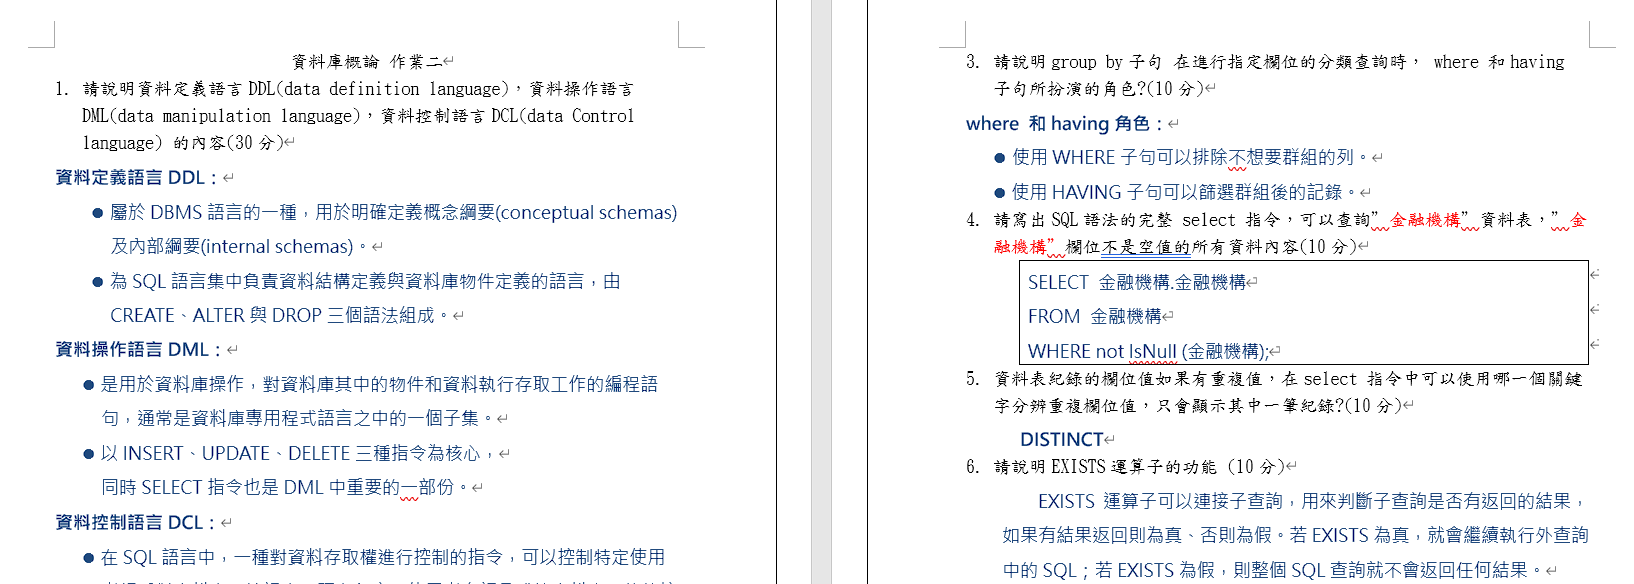 資料庫概論 作業二
1. 請說明資料定義語言 DDL(data definition language)，資料操作語言
DML(data manipulation language)，資料控制語言 DCL(data Control
language) 的內容(30 分)
資料定義語言 DDL：
● 屬於 DBMS 語言的一種，用於明確定義概念綱要(conceptual schemas)
及內部綱要(internal schemas)。
● 為 SQL 語言集中負責資料結構定義與資料庫物件定義的語言，由
CREATE、ALTER 與 DROP 三個語法組成。
資料操作語言 DML：
● 是用於資料庫操作，對資料庫其中的物件和資料執行存取工作的編程語
句，通常是資料庫專用程式語言之中的一個子集。
● 以 INSERT、UPDATE、DELETE 三種指令為核心，
同時 SELECT 指令也是 DML 中重要的一部份。
資料控制語言 DCL：
● 在 SQL 語言中，一種對資料存取權進行控制的指令，可以控制特定使用
3. 請說明 group by 子句 在進行指定欄位的分類查詢時， where 和 having
子句所扮演的角色?(10 分)
where 和 having 角色：
● 使用 WHERE 子句可以排除不想要群組的列。
● 使用 HAVING 子句可以篩選群組後的記錄。
4. 請寫出 SQL 語法的完整 select 指令，可以查詢”金融機構”資料表，”金
融機構”欄位不是空值的所有資料內容(10 分)
SELECT 金融機構.金融機構
FROM 金融機構
WHERE not IsNull (金融機構);
5. 資料表紀錄的欄位值如果有重複值，在 select 指令中可以使用哪一個關鍵
字分辨重複欄位值，只會顯示其中一筆紀錄?(10 分)
DISTINCT
6. 請說明 EXISTS 運算子的功能 (10 分)
EXISTS 運算子可以連接子查詢，用來判斷子查詢是否有返回的結果，
如果有結果返回則為真、否則為假。若 EXISTS 為真，就會繼續執行外查詢
中的 SQL；若 EXISTS 為假，則整個 SQL 查詢就不會返回任何結果。